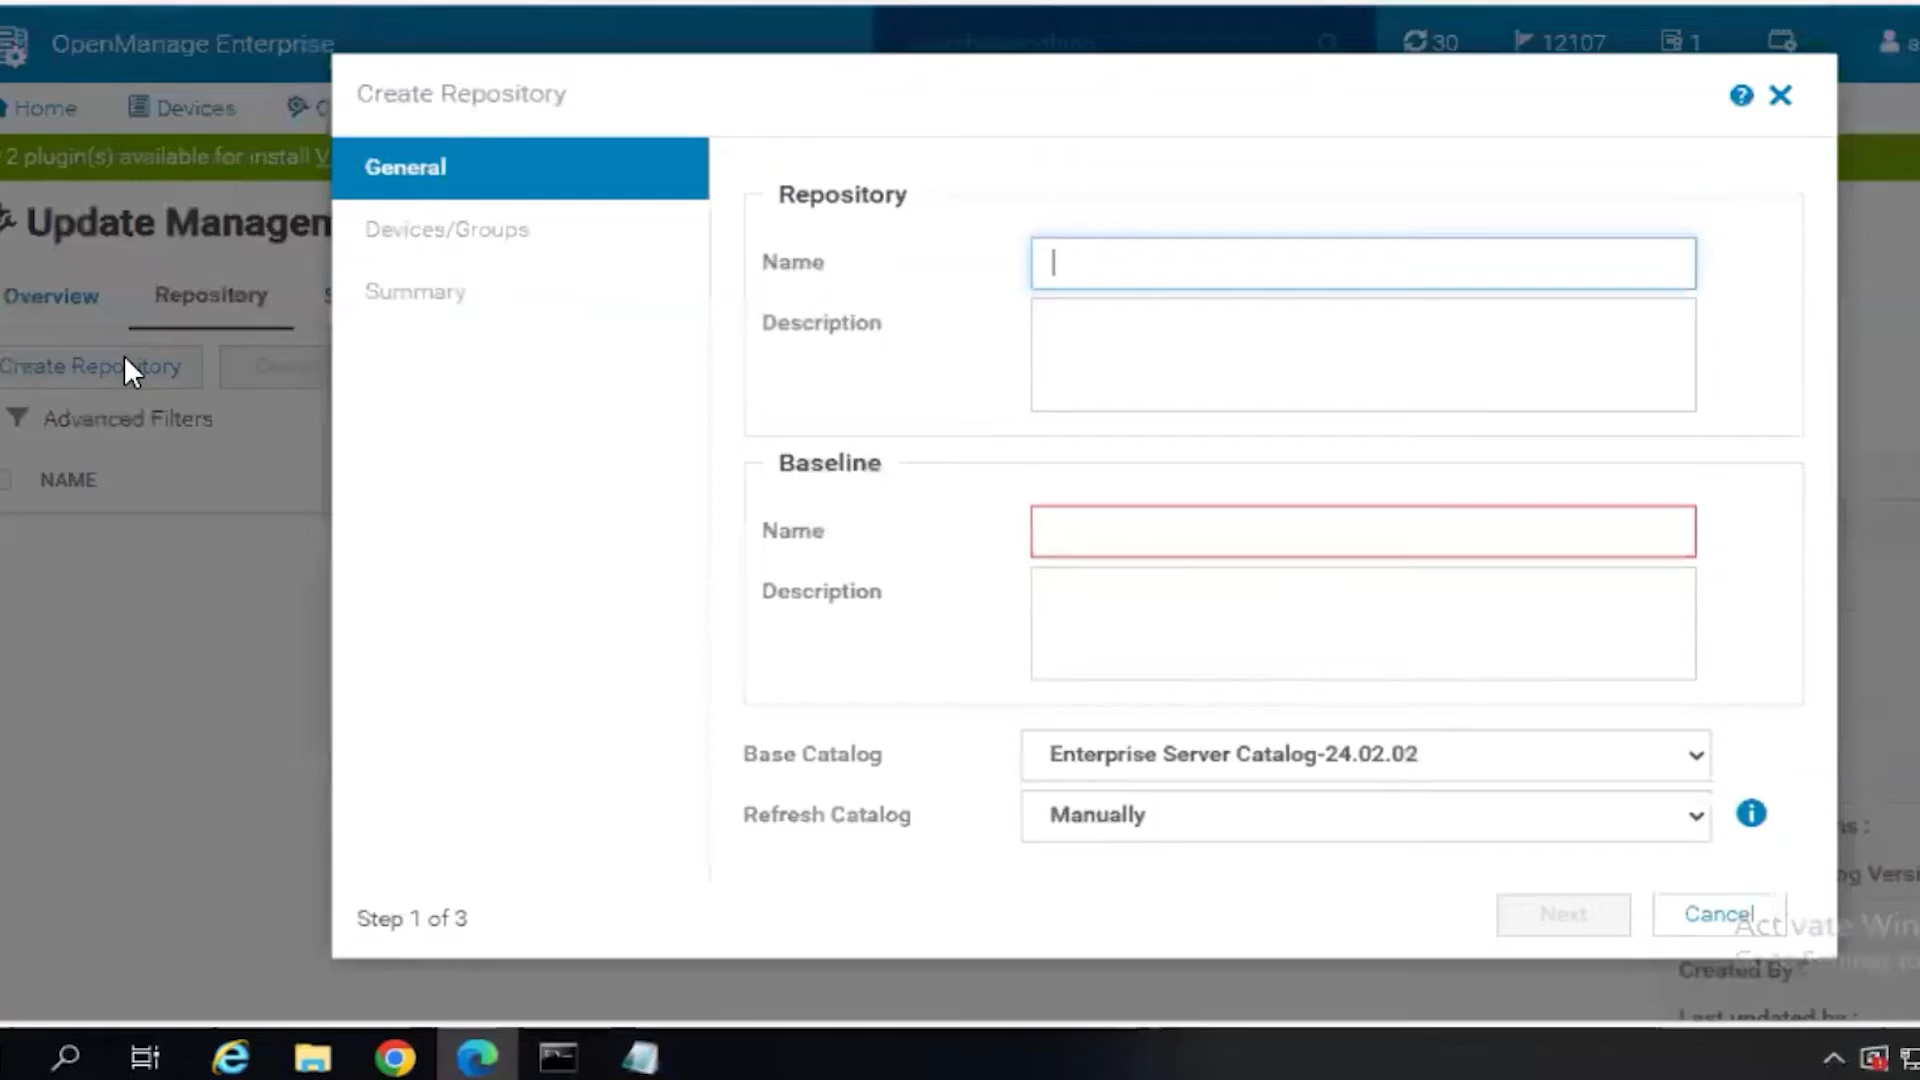 OpenManage Enterprise
30
12107
1
Home
Devices
2 plugin(s) available for install
Update Managem
Overview
Repository
Create Repository
Advanced Filters
NAME
Create Repository
General
Devices/Groups
Summary
Repository
Name
Description
Baseline
Name
Description
Base Catalog
Enterprise Server Catalog-24.02.02
Refresh Catalog
Manually
Step 1 of 3
Next
Cancel
Activate Win
Created By
Last updated by :